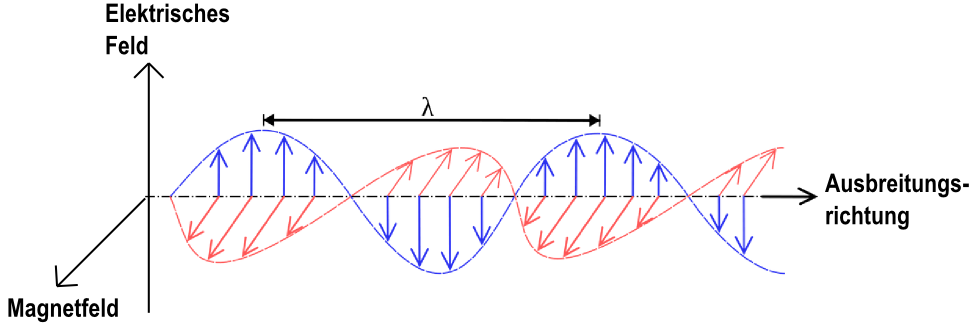 Elektrisches
Feld
λ
Ausbreitungs-
richtung
Magnetfeld